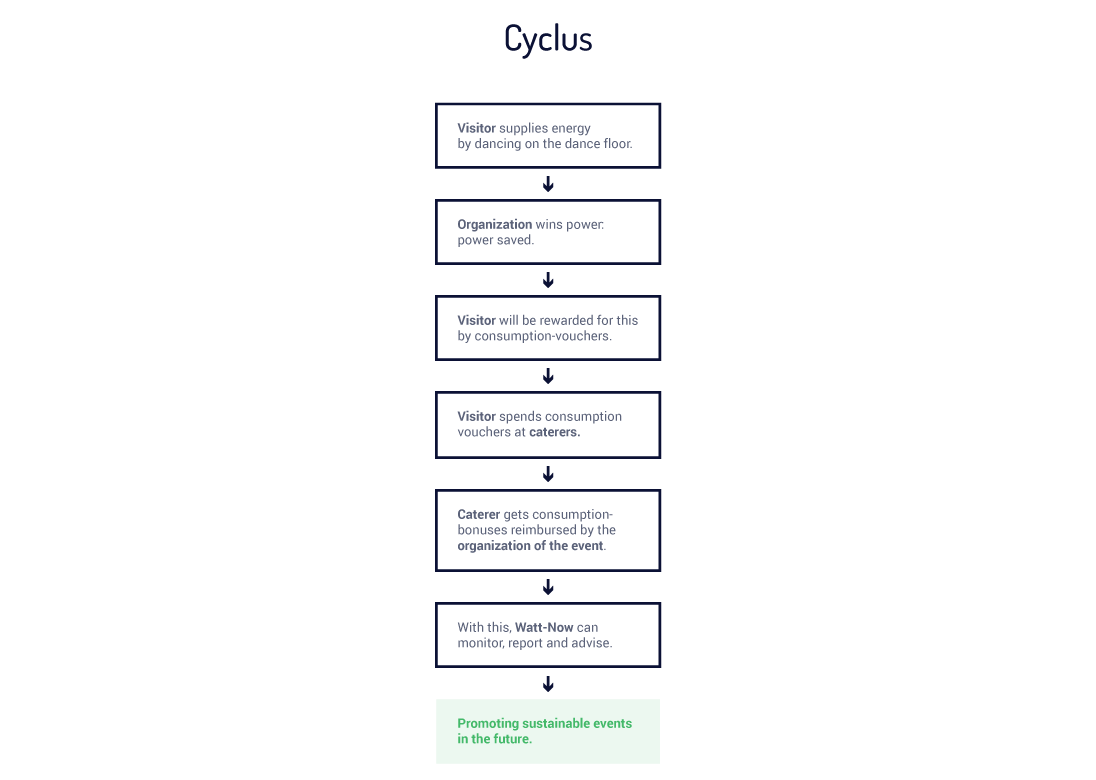 Cyclus
Visitor supplies energy
by dancing on the dance floor.
Organization wins power:
power saved.
Visitor will be rewarded for this
by consumption-vouchers.
Visitor spends consumption
vouchers at caterers.
Caterer gets consumption-
bonuses reimbursed by the
organization of the event.
With this, Watt-Now can
monitor, report and advise.
Promoting sustainable events
in the future.